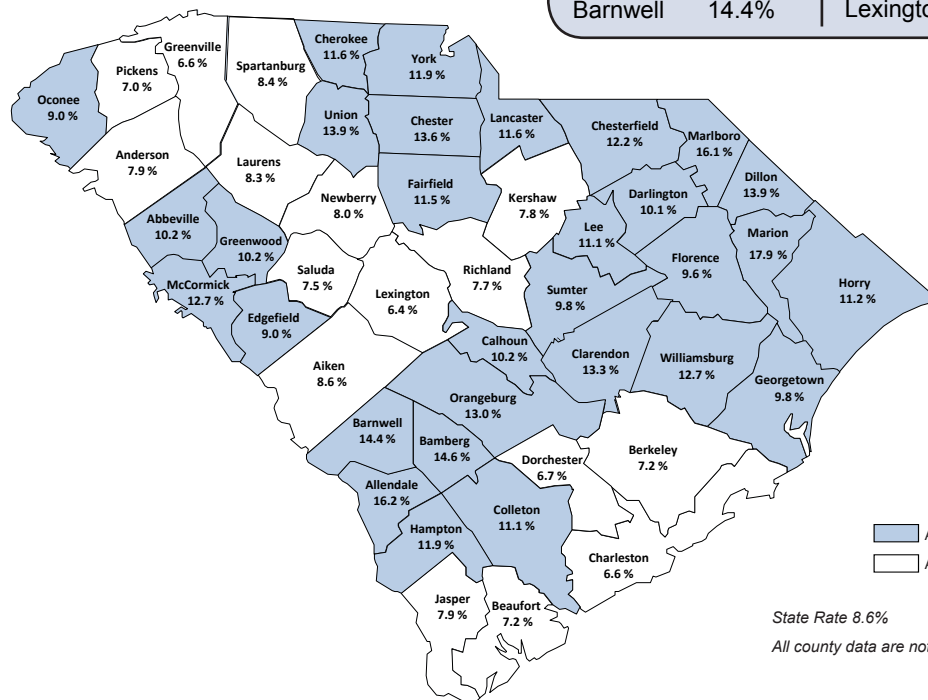 Barnwell 14.4% Lexingto
Cherokee
11.6 %
York
11.9 %
Greenville
6.6 %
Spartanburg
8.4 %
Pickens
7.0 %
Oconee
9.0 %
Union
13.9 %
Chester
13.6 %
Lancaster
11.6 %
Chesterfield
12.2 %
Marlboro
16.1 %
Anderson
7.9 %
Laurens
8.3 %
Dillon
13.9 %
Fairfield
11.5 %
Newberry
8.0 %
Kershaw
7.8 %
Darlington
10.1 %
Abbeville
10.2 %
Greenwood
10.2 %
Lee
11.1 %
Marion
17.9 %
Florence
9.6 %
Saluda
7.5 %
Richland
7.7 %
McCormick
12.7 %
Lexington
6.4 %
Sumter
9.8 %
Horry
11.2 %
Edgefield
9.0 %
Calhoun
10.2 %
Clarendon
13.3 %
Williamsburg
12.7 %
Aiken
8.6 %
Georgetown
9.8 %
Orangeburg
13.0 %
Barnwell
14.4 %
Bamberg
14.6 %
Berkeley
7.2 %
Dorchester
6.7 %
Allendale
16.2 %
Colleton
11.1 %
Hampton
11.9 %
Charleston
6.6 %
Jasper
7.9 %
Beaufort
7.2 %
A
A
State Rate 8.6%
All county data are not